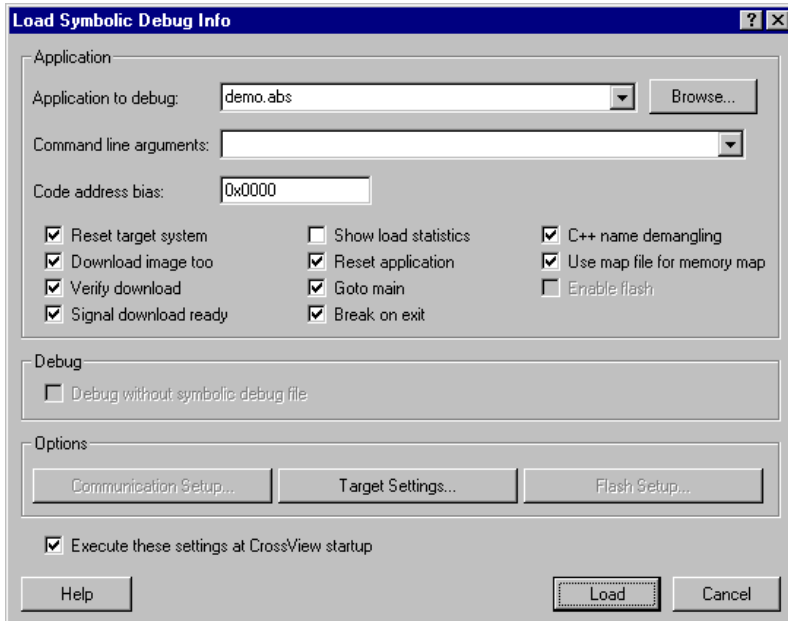 Load Symbolic Debug Info
Application
Application to debug: demo.abs Browse...
Command line arguments:
Code address bias: 0x0000
Reset target system Show load statistics C++ name demangling
Download image too Reset application Use map file for memory map
Verify download Goto main Enable flash
Signal download ready Break on exit
Debug
Debug without symbolic debug file
Options
Communication Setup... Target Settings... Flash Setup...
Execute these settings at CrossView startup
Help Load Cancel